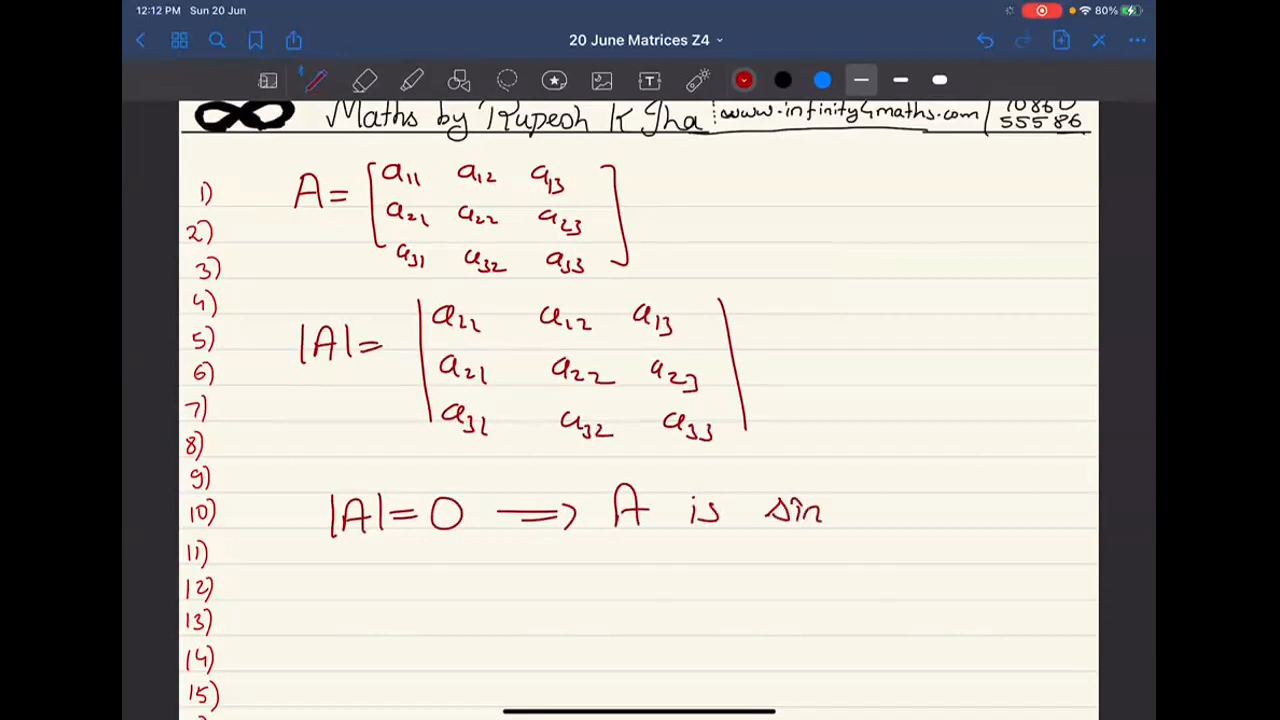 12:12 PM Sun 20 Jun 80%
20 June Matrices Z4
Maths by Rupesh K Jha www.infinity4maths.com
55586
A = [a11 a12 a13
a21 a22 a23
a31 a32 a33]
|A| = |a11 a12 a13
a21 a22 a23
a31 a32 a33|
|A| = 0 ⟹ A is sin
1)
2)
3)
4)
5)
6)
7)
8)
9)
10)
11)
12)
13)
14)
15)